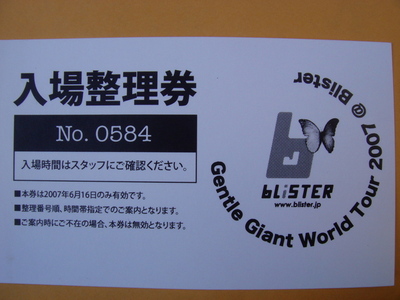 入場整理券
No. 0584
入場時間はスタッフにご確認ください。
■本券は2007年6月16日のみ有効です。
■整理番号順、時間帯指定でのご案内となります。
■ご案内時にご不在の場合、本券は無効となります。
BLiSTER
www.blister.jp
Gentle Giant World Tour 2007 @ Blister